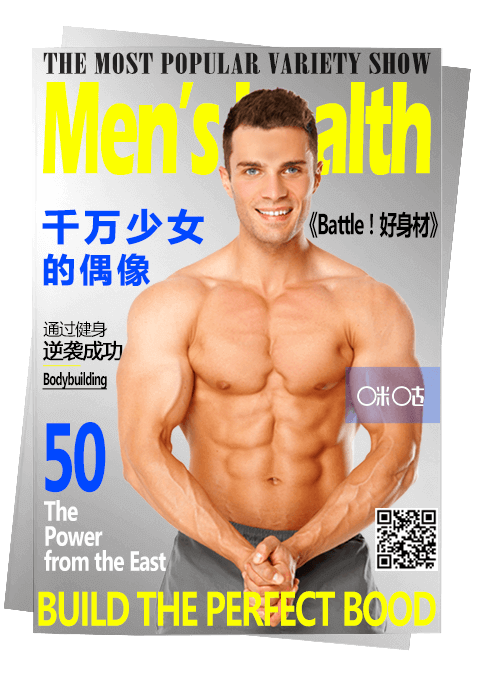 THE MOST POPULAR VARIETY SHOW
Men's Health
千万少女
的偶像
《Battle！好身材》
通过健身
逆袭成功
Bodybuilding
咪咕
50
The
Power
from the East
BUILD THE PERFECT BOOD